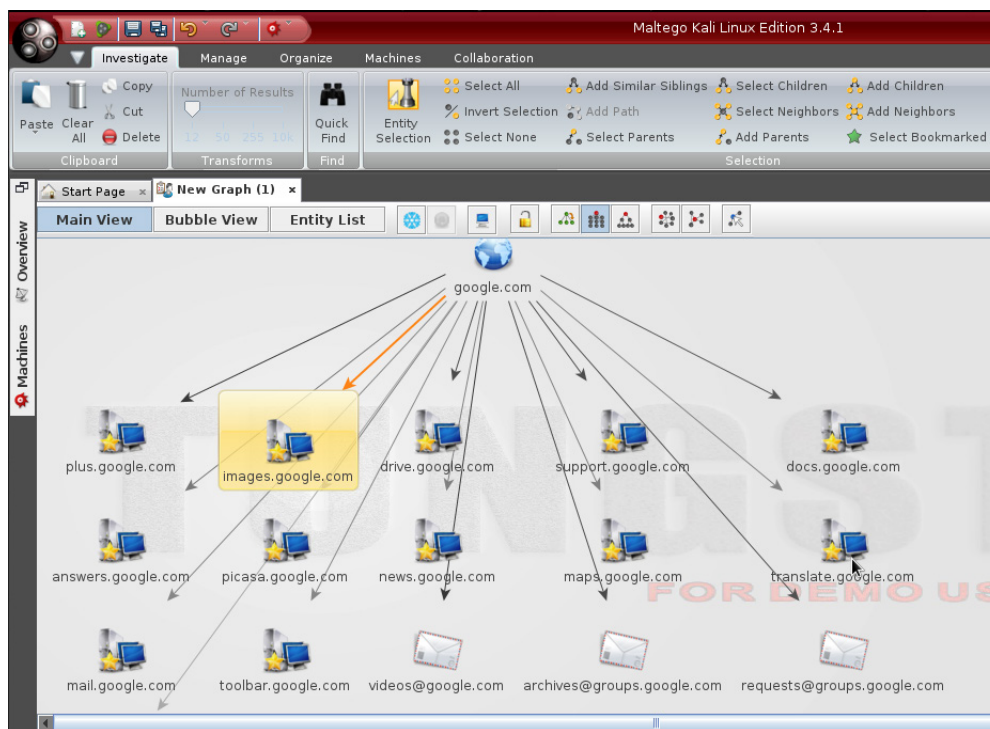 Maltego Kali Linux Edition 3.4.1
Investigate Manage Organize Machines Collaboration
Copy Number of Results Select All Add Similar Siblings Select Children Add Children
Cut Invert Selection Add Path Select Neighbors Add Neighbors
Paste Clear All Delete 12 50 255 10k Quick Find Entity Selection Select None Select Parents Add Parents Select Bookmarked
Clipboard Transforms Find Selection
Start Page New Graph (1)
Main View Bubble View Entity List
Overview
Machines
google.com
plus.google.com images.google.com drive.google.com support.google.com docs.google.com
TUNGST
answers.google.com picasa.google.com news.google.com maps.google.com translate.google.com
FOR DEMO US
mail.google.com toolbar.google.com videos@google.com archives@groups.google.com requests@groups.google.com